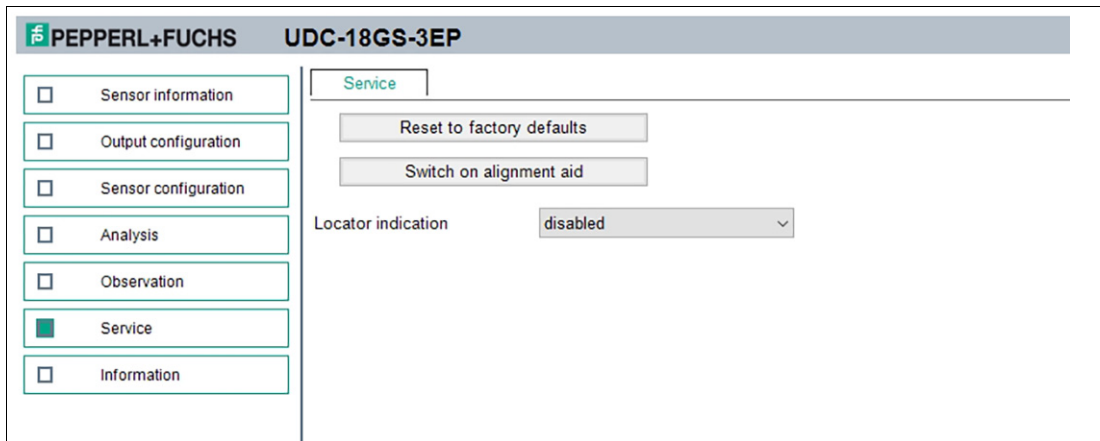 PEPPERL+FUCHS UDC-18GS-3EP
Sensor information
Output configuration
Sensor configuration
Analysis
Observation
Service
Information
Service
Reset to factory defaults
Switch on alignment aid
Locator indication disabled